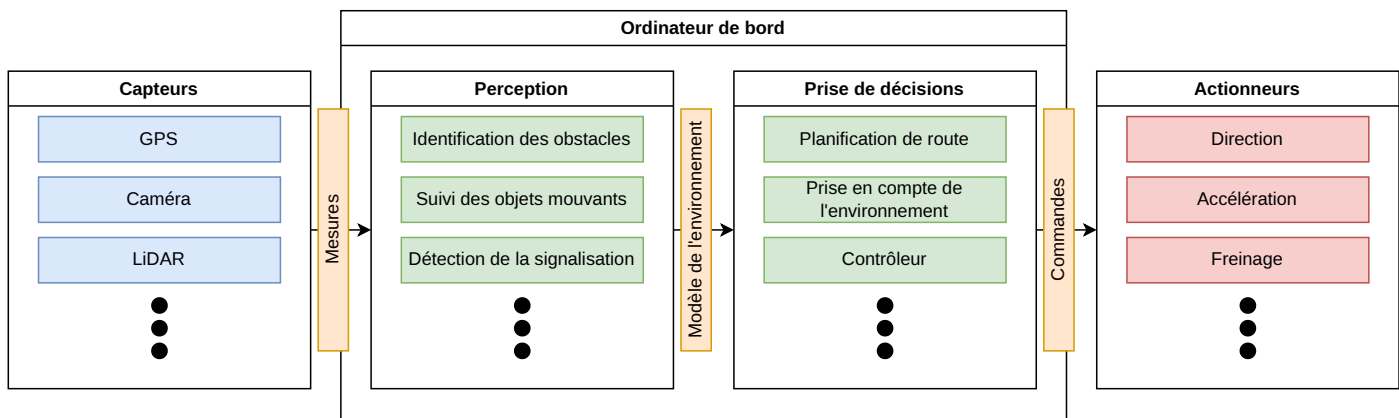 Ordinateur de bord
Capteurs
GPS
Caméra
LiDAR
Mesures
Perception
Identification des obstacles
Suivi des objets mouvants
Détection de la signalisation
Modèle de l'environnement
Prise de décisions
Planification de route
Prise en compte de
l'environnement
Contrôleur
Commandes
Actionneurs
Direction
Accélération
Freinage